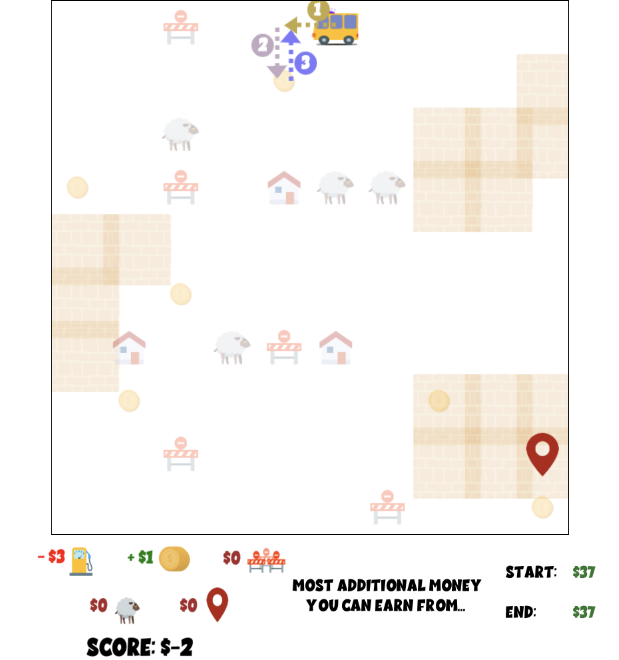 1
2
3
- $3
+ $1
$0
$0
$0
MOST ADDITIONAL MONEY
YOU CAN EARN FROM...
START: $37
END: $37
SCORE: $-2